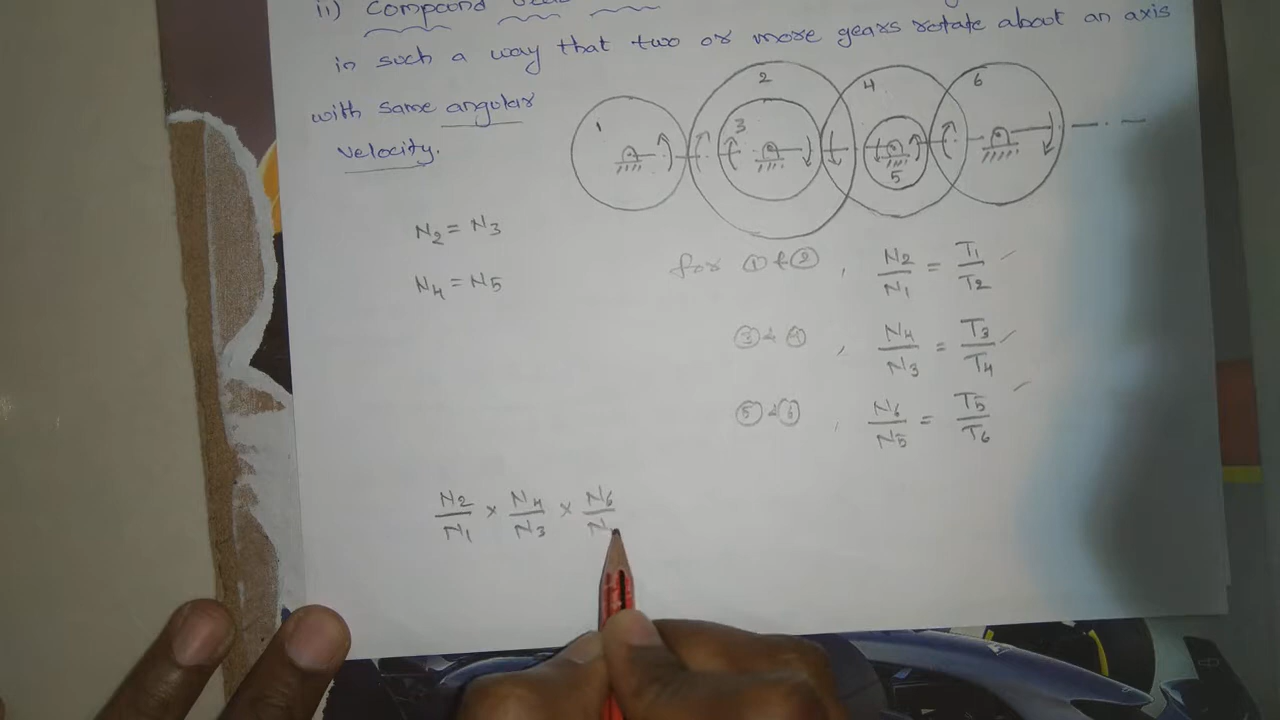 ii) Compound
in such a way that two or more gears rotate about an axis
with same angular
velocity.
1 2 3 4 5 6
N2 = N3
N4 = N5
for ① & ② , N2/N1 = T1/T2
③ & ④ , N4/N3 = T3/T4
⑤ & ⑥ , N6/N5 = T5/T6
N2/N1 × N4/N3 × N6/N